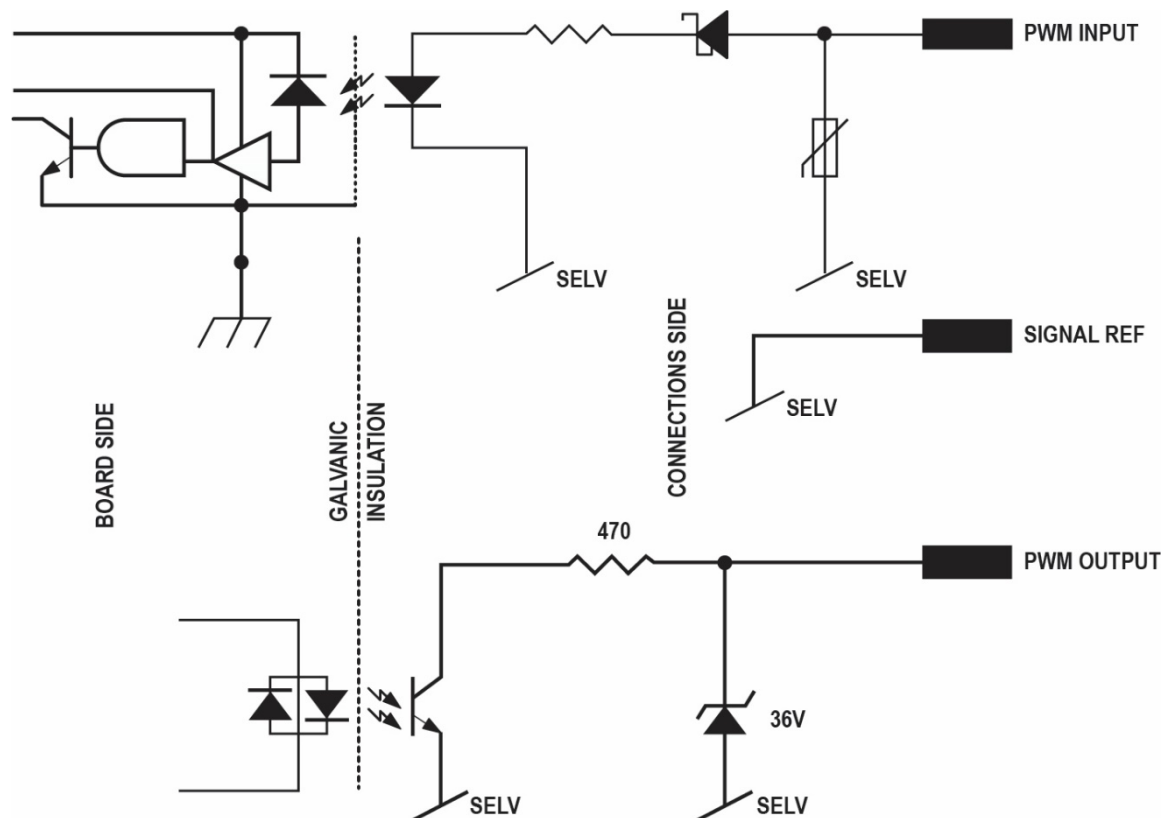 PWM INPUT
SELV
SELV
SIGNAL REF
SELV
BOARD SIDE
GALVANIC
INSULATION
CONNECTIONS SIDE
470
PWM OUTPUT
36V
SELV
SELV